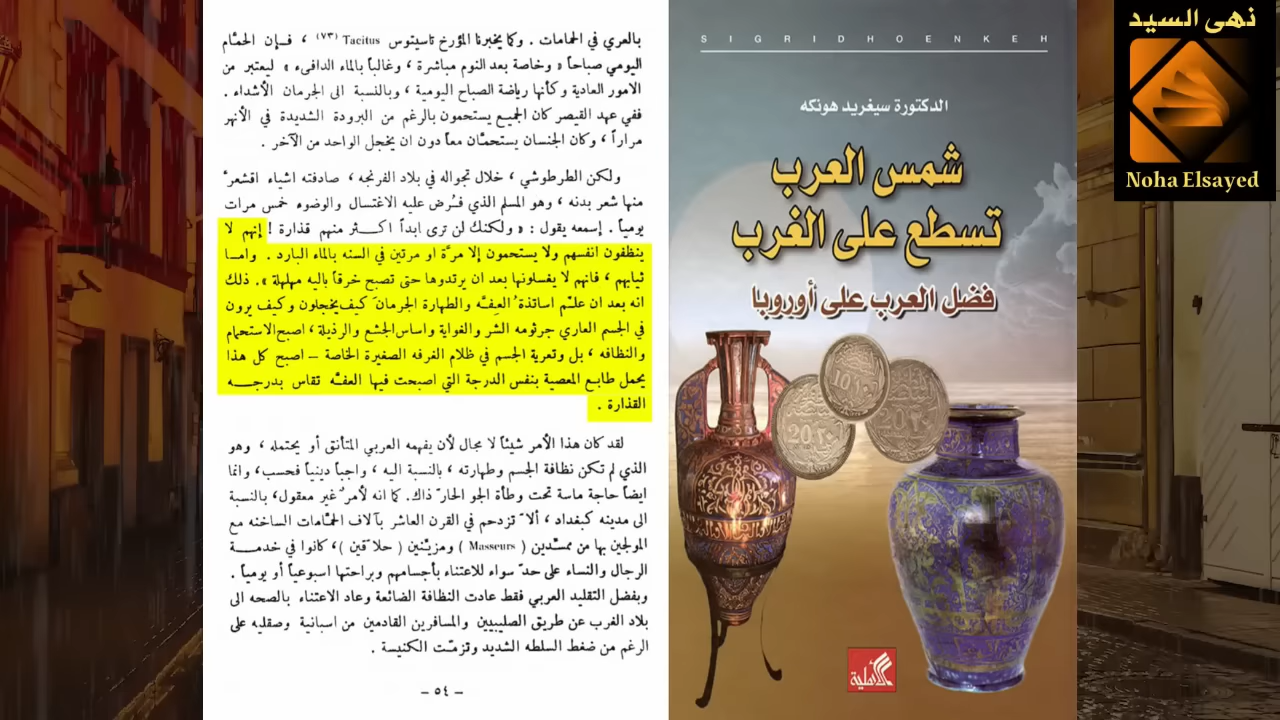 بالعري في الحمامات . وكما يخبرنا المؤرخ تاسيتوس Tacitus (٧٣) ، فــإن الحمَّام
اليومي صباحاً « وخاصة بعد النوم مباشرة ، وغالباً بالماء الدافىء » ليعتبر من
الامور العادية وكأنها رياضة الصباح اليومية ، وبالنسبة الى الجرمان الأشداء .
ففي عهد القيصر كان الجميع يستحمون بالرغم من البرودة الشديدة في الأنهر
مراراً ، وكان الجنسان يستحمَّان معاً دون ان يخجل الواحد من الآخر .
ولكن الطرطوشي ، خلال تجواله في بلاد الفرنجه ، صادفته اشياء اقشعرَّ
منها شعر بدنه ، وهو المسلم الذي فُرض عليه الاغتسال والوضوء خمس مرات
يومياً . إسمعه يقول : « ولكنك لن ترى ابداً اكثر منهم قذارة ! إنهم لا
ينظفون انفسهم ولا يستحمون إلا مرَّة او مرتين في السنه بالماء البارد . وامــا
ثيابهم ، فانهم لا يغسلونها بعد ان يرتدوها حتى تصبح خرقاً باليه مهلهلة ». ذلك
انه بعد ان علَّم اساتذةُ العِفَّه والطهارة الجرمانَ كيف يخجلون وكيف يرون
في الجسم العاري جرثومه الشر والغواية واساس الجشع والرذيلة ، اصبح الاستحمام
والنظافه ، بل وتعرية الجسم في ظلام الغرفه الصغيرة الخاصة – اصبح كل هذا
يحمل طابع المعصية بنفس الدرجة التي اصبحت فيها العفَّه تقاس بدرجــه
القذارة .
لقد كان هذا الأمر شيئاً لا مجال لأن يفهمه العربي المتأنق أو يحتمله ، وهو
الذي لم تكن نظافة الجسم وطهارته ، بالنسبة اليه ، واجباً دينياً فحسب، وانما
ايضاً حاجة ماسة تحت وطأة الجو الحارّ ذاك. كما انه لأمرٌ غير معقول، بالنسبة
الى مدينه كبغداد ، ألاّ تزدحم في القرن العاشر بآلاف الحمَّامات الساخنه مع
المولجين بها من ممسِّدين ( Masseurs ) ومزيِّنين ( حلاّقين )، كانوا في خدمــة
الرجال والنساء على حدّ سواء للاعتناء بأجسامهم وبراحتها اسبوعياً أو يومياً .
وبفضل التقليد العربي فقط عادت النظافة الضائعة وعاد الاعتناء بالصحه الى
بلاد الغرب عن طريق الصليبيين والمسافرين القادمين من اسبانية وصقليه على
الرغم من ضغط السلطه الشديد وتزمّت الكنيسة .
– ٥٤ –
SIGRID HOENKEH
الدكتورة سيغريد هونكه
شمس العرب
تسطع على الغرب
فضل العرب على أوروبا
الأهلية
نهى السيد
Noha Elsayed